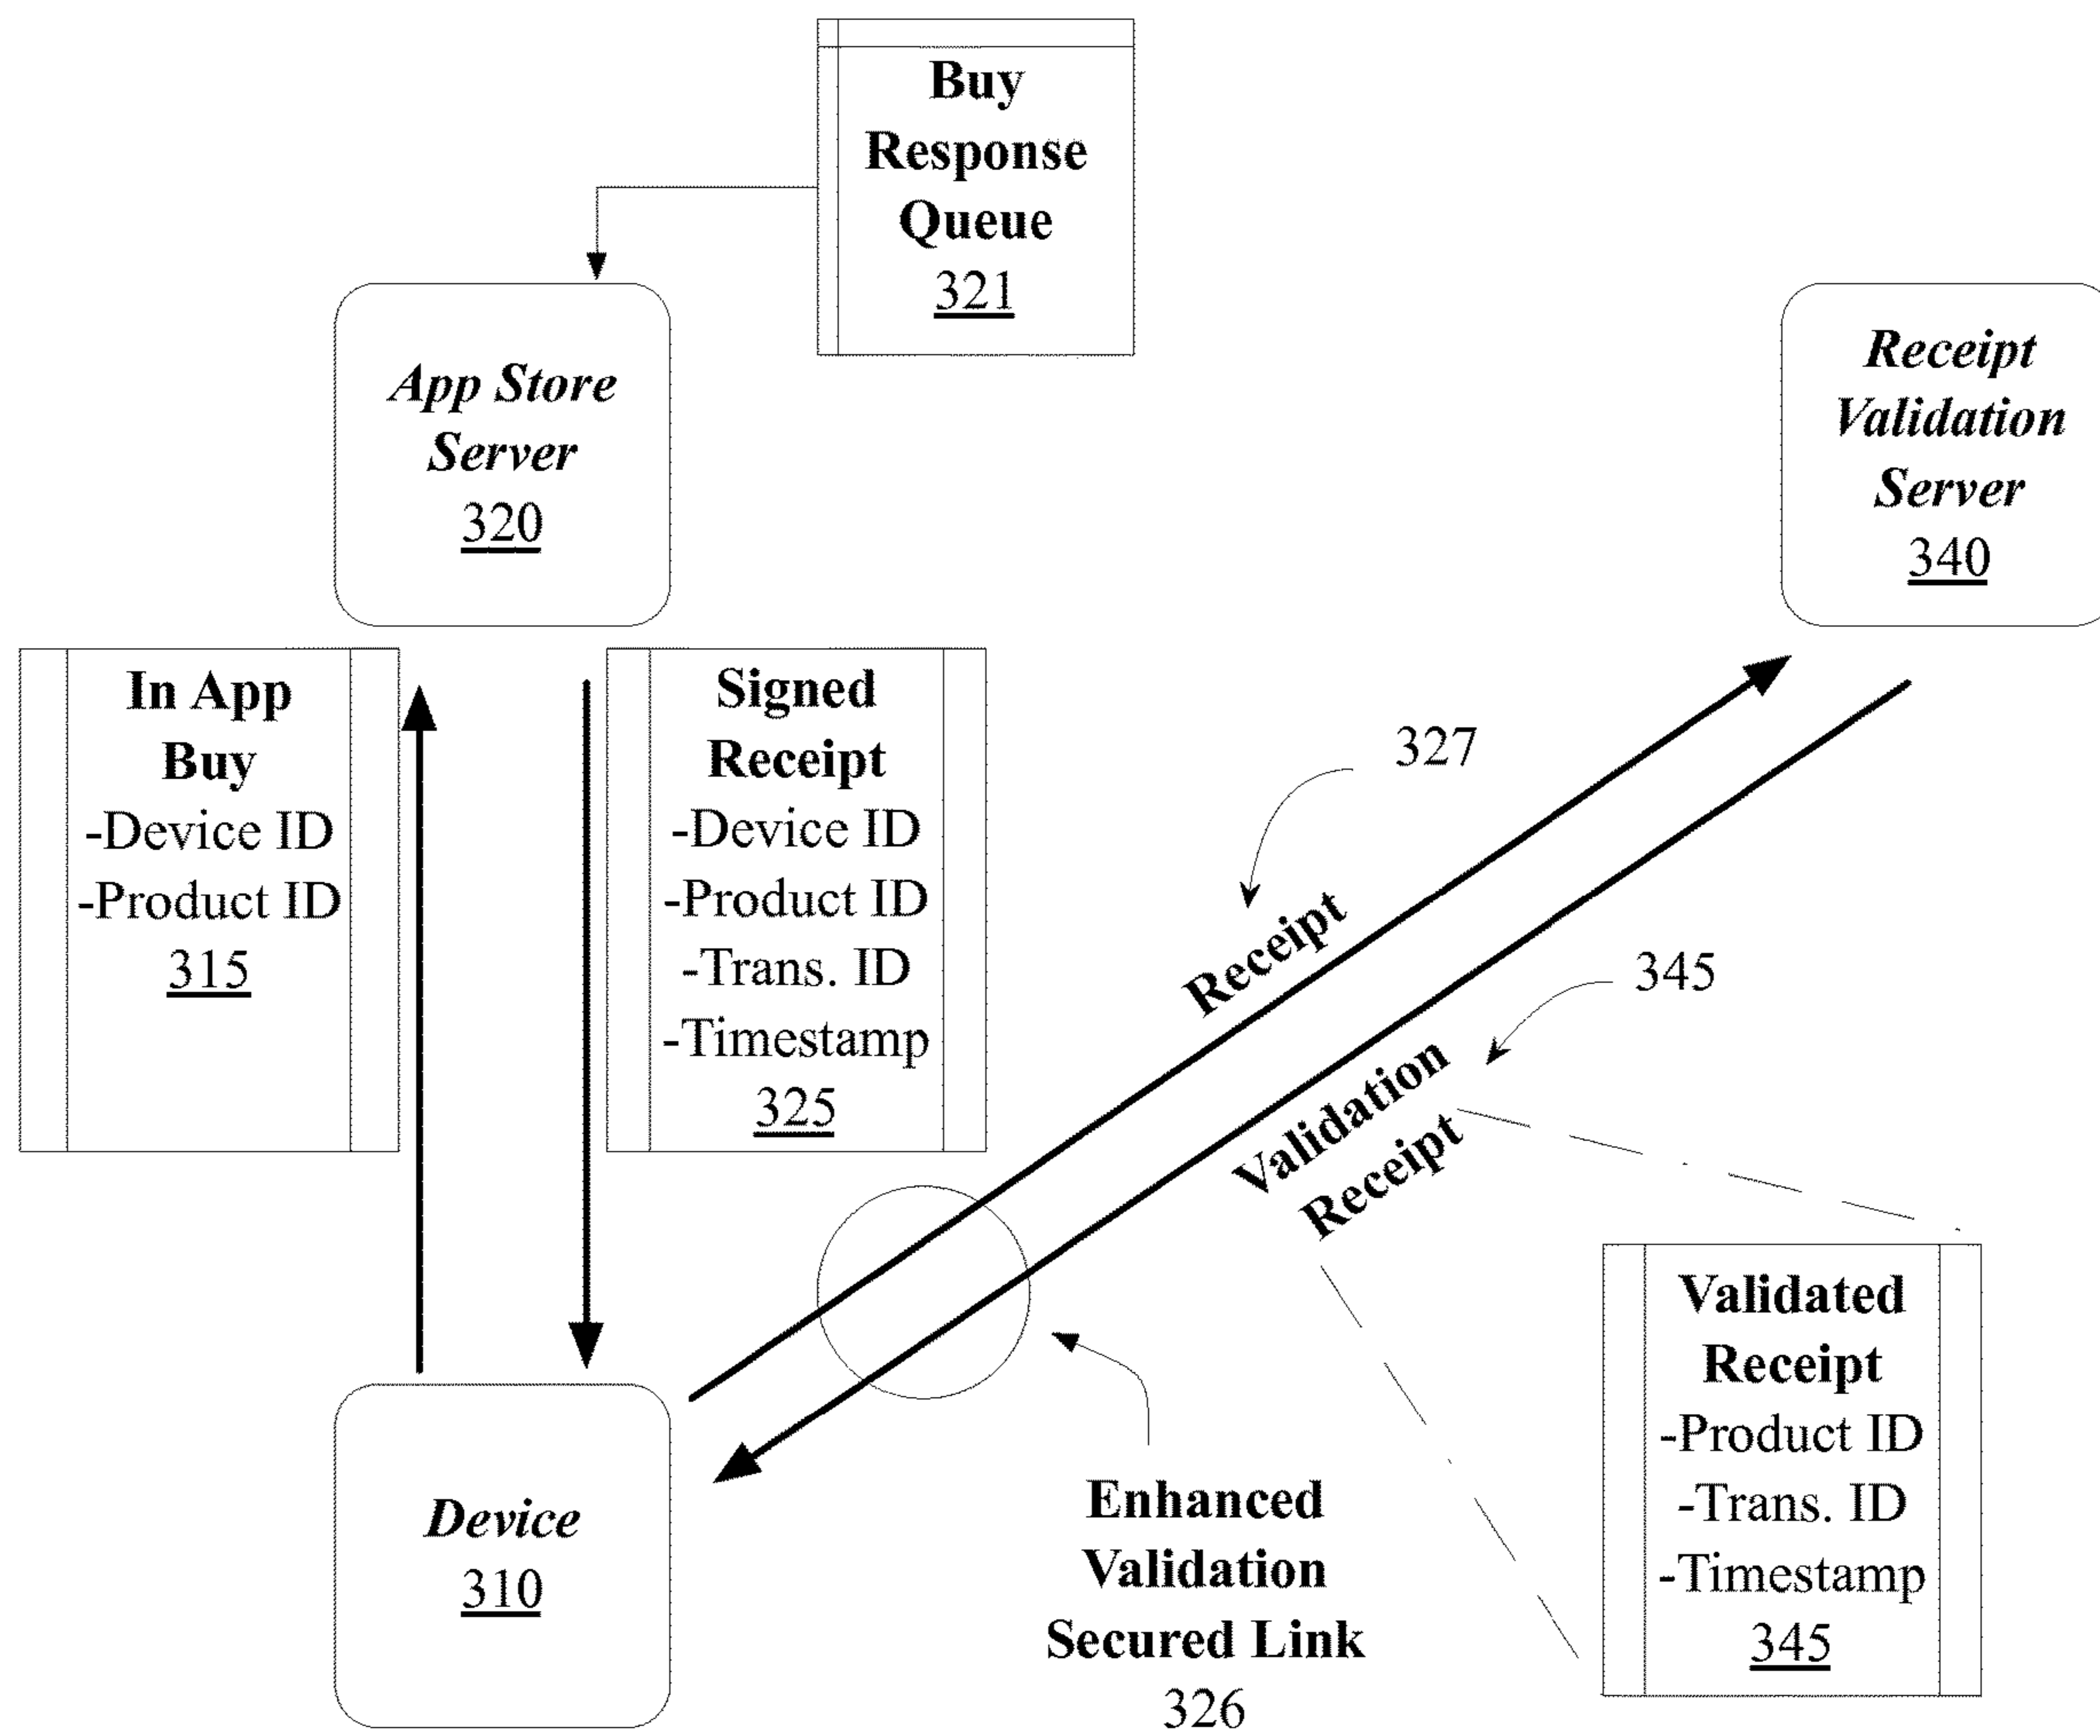 Buy
Response
Queue
321
App Store
Server
320
Receipt
Validation
Server
340
In App
Buy
-Device ID
-Product ID
315
Signed
Receipt
-Device ID
-Product ID
-Trans. ID
-Timestamp
325
327
Receipt
345
Validation
Receipt
Device
310
Enhanced
Validation
Secured Link
326
Validated
Receipt
-Product ID
-Trans. ID
-Timestamp
345